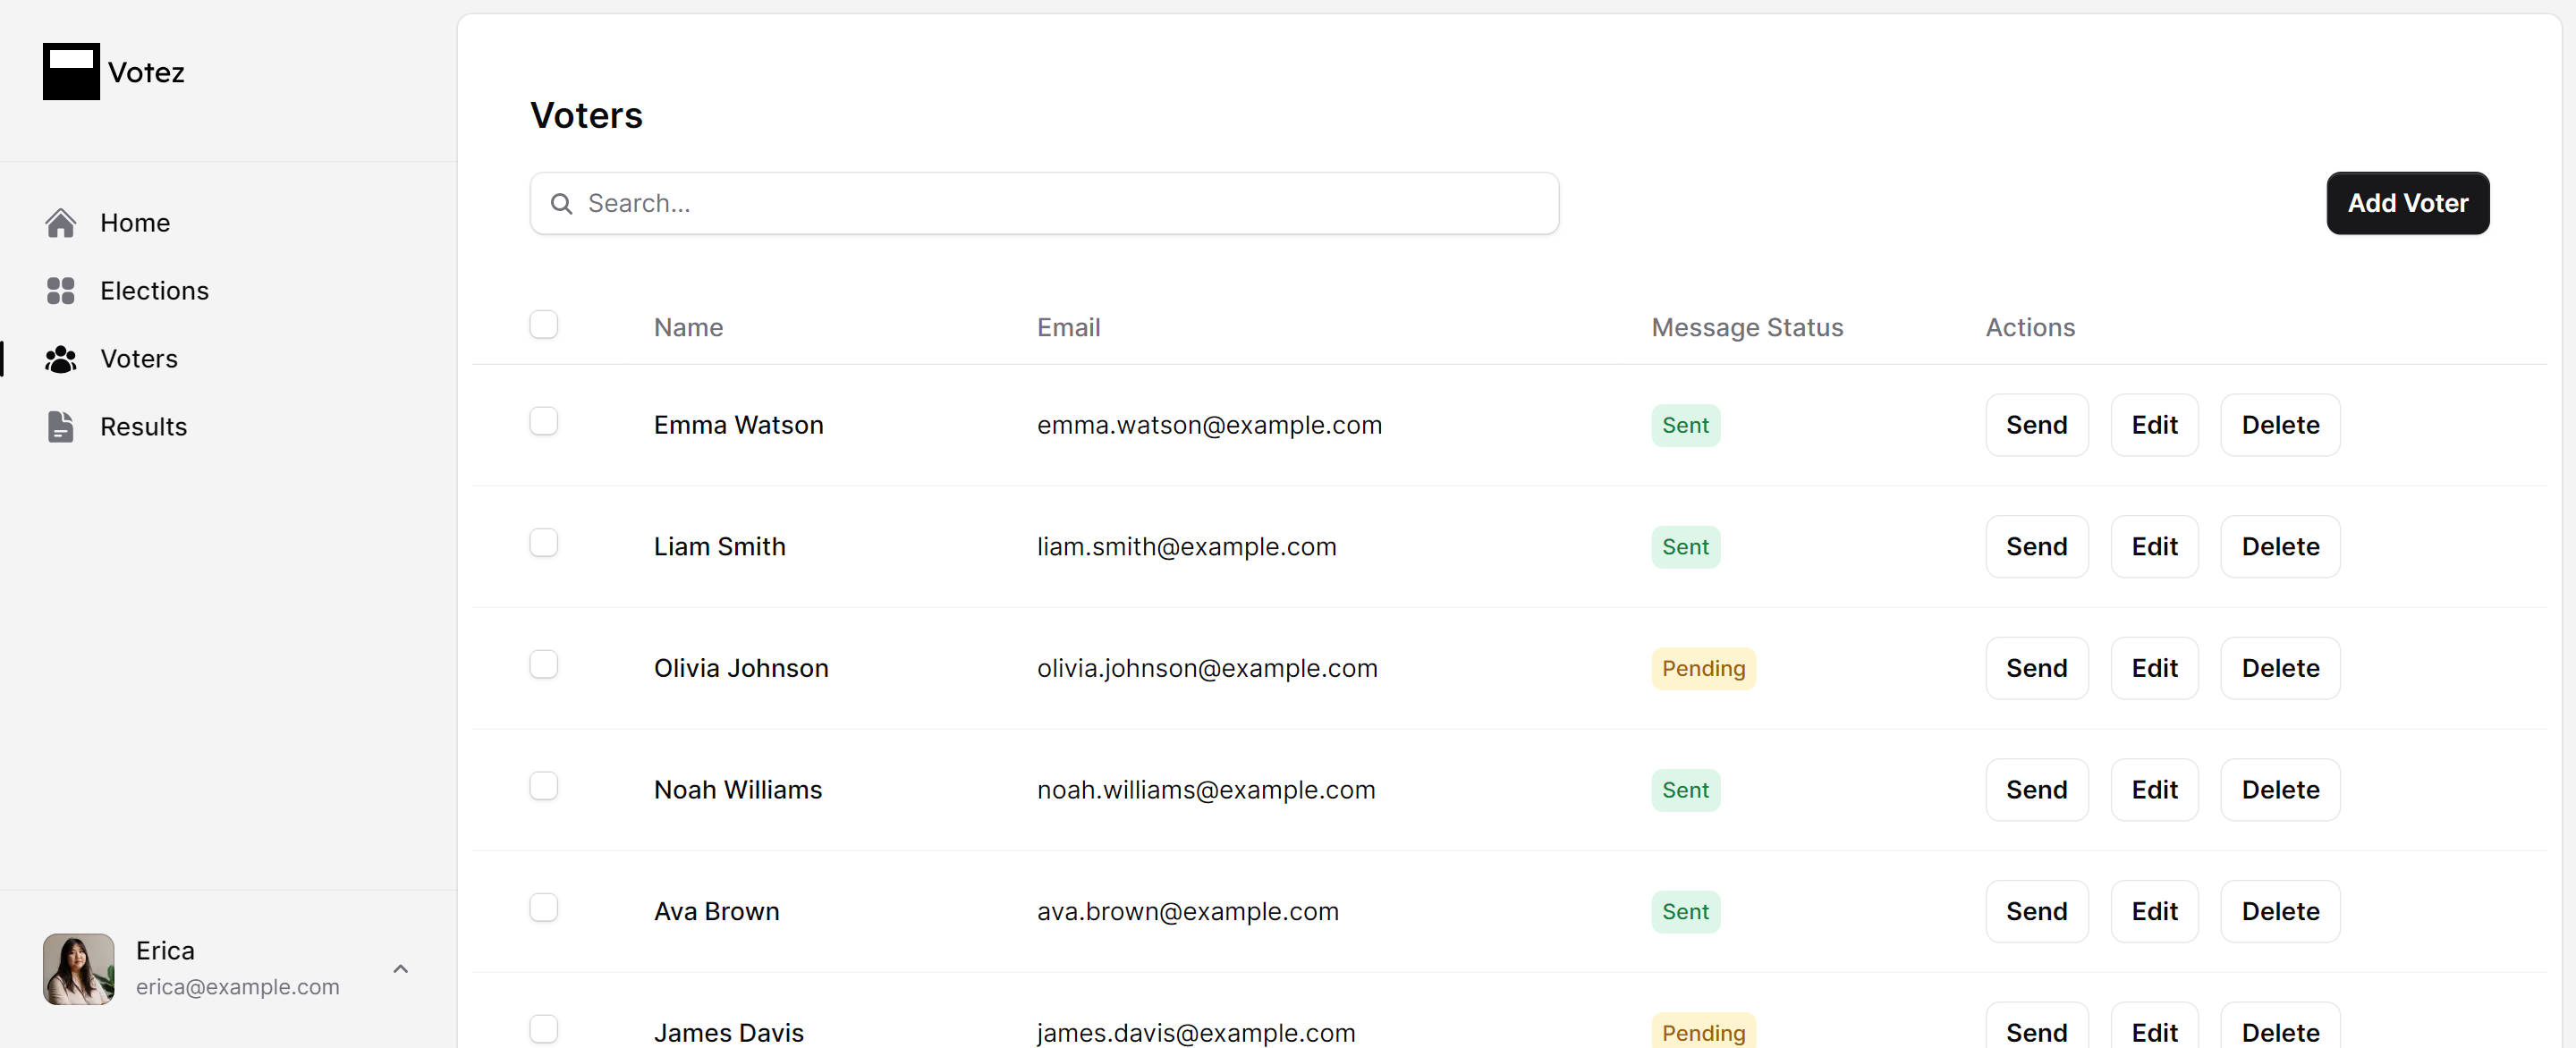 Votez
Home
Elections
Voters
Results
Erica
erica@example.com
Voters
Search...
Add Voter
Name Email Message Status Actions
Emma Watson emma.watson@example.com Sent Send Edit Delete
Liam Smith liam.smith@example.com Sent Send Edit Delete
Olivia Johnson olivia.johnson@example.com Pending Send Edit Delete
Noah Williams noah.williams@example.com Sent Send Edit Delete
Ava Brown ava.brown@example.com Sent Send Edit Delete
James Davis james.davis@example.com Pending Send Edit Delete